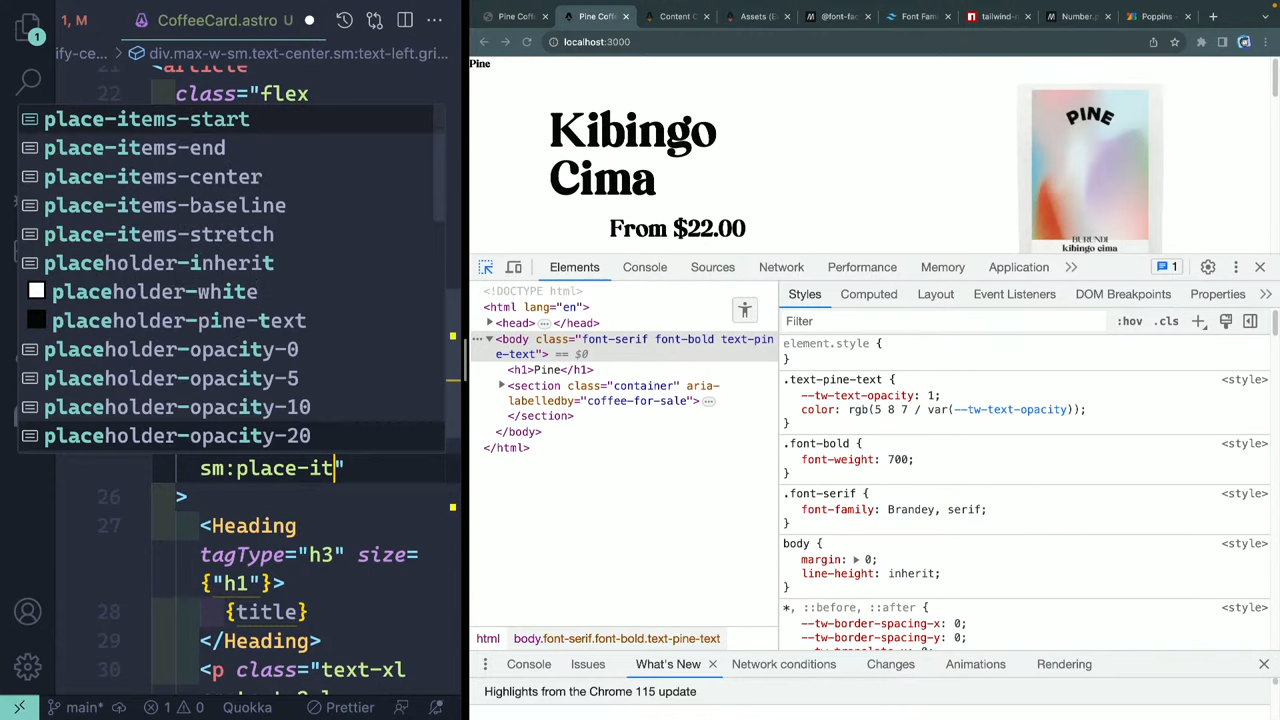 1, M
CoffeeCard.astro U
1
ify-ce...
div.max-w-sm.text-center.sm:text-left.gri...
21
<article
22
class="flex
place-items-start
place-items-end
place-items-center
place-items-baseline
place-items-stretch
placeholder-inherit
placeholder-white
placeholder-pine-text
placeholder-opacity-0
placeholder-opacity-5
placeholder-opacity-10
placeholder-opacity-20
sm:place-it"
26
>
27
<Heading
tagType="h3" size=
{"h1"}>
28
{title}
29
</Heading>
30
<p class="text-xl
main*
1
0
Quokka
Prettier
Pine Coffe
Pine Coff
Content C
Assets (E
@font-fac
Font Fam
tailwind-n
Number.p
Poppins -
localhost:3000
Pine
Kibingo
Cima
From $22.00
PINE
BURUNDI
kibingo cima
Elements
Console
Sources
Network
Performance
Memory
Application
1
<!DOCTYPE html>
<html lang="en">
<head> … </head>
<body class="font-serif font-bold text-pin
e-text"> == $0
<h1>Pine</h1>
<section class="container" aria-
labelledby="coffee-for-sale"> …
</section>
</body>
</html>
html
body.font-serif.font-bold.text-pine-text
Styles
Computed
Layout
Event Listeners
DOM Breakpoints
Properties
Filter
:hov
.cls
element.style {
}
.text-pine-text {
<style>
--tw-text-opacity: 1;
color: rgb(5 8 7 / var(--tw-text-opacity));
}
.font-bold {
<style>
font-weight: 700;
}
.font-serif {
<style>
font-family: Brandey, serif;
}
body {
<style>
margin: 0;
line-height: inherit;
}
*, ::before, ::after {
<style>
--tw-border-spacing-x: 0;
--tw-border-spacing-y: 0;
Console
Issues
What's New
Network conditions
Changes
Animations
Rendering
Highlights from the Chrome 115 update